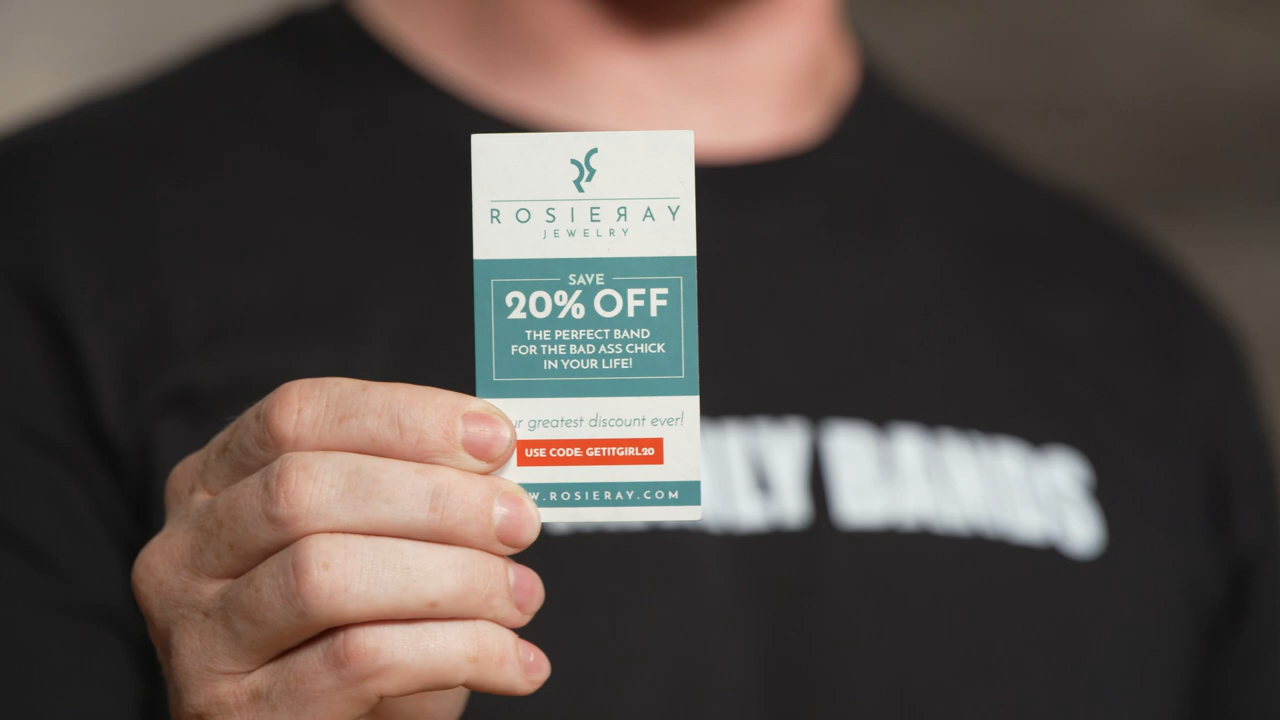 ROSIEЯAY
JEWELRY
SAVE
20% OFF
THE PERFECT BAND
FOR THE BAD ASS CHICK
IN YOUR LIFE!
greatest discount ever!
USE CODE: GETITGIRL20
W.ROSIERAY.COM
BANDS